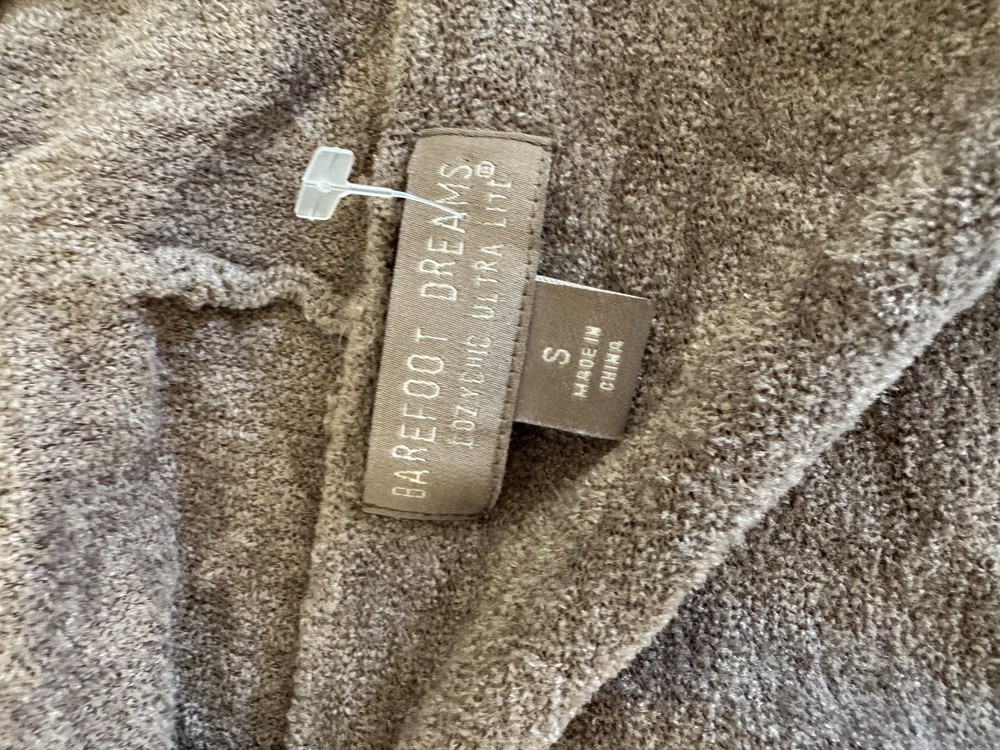 BAREFOOT DREAMS®
COZYCHIC ULTRA LITE
S
MADE IN
CHINA